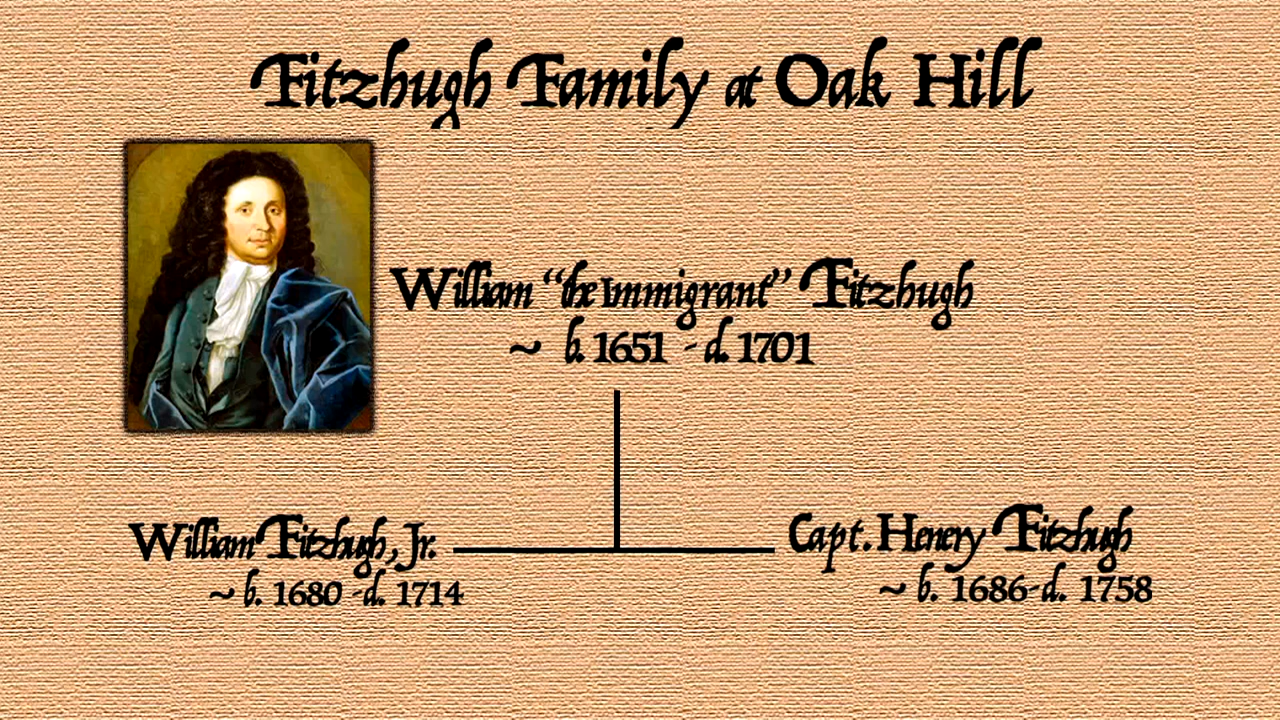 Fitzhugh Family at Oak Hill
William “the Immigrant” Fitzhugh
~ b. 1651 - d. 1701
William Fitzhugh, Jr.
~ b. 1680 -d. 1714
Capt. Henery Fitzhugh
~ b. 1686-d. 1758